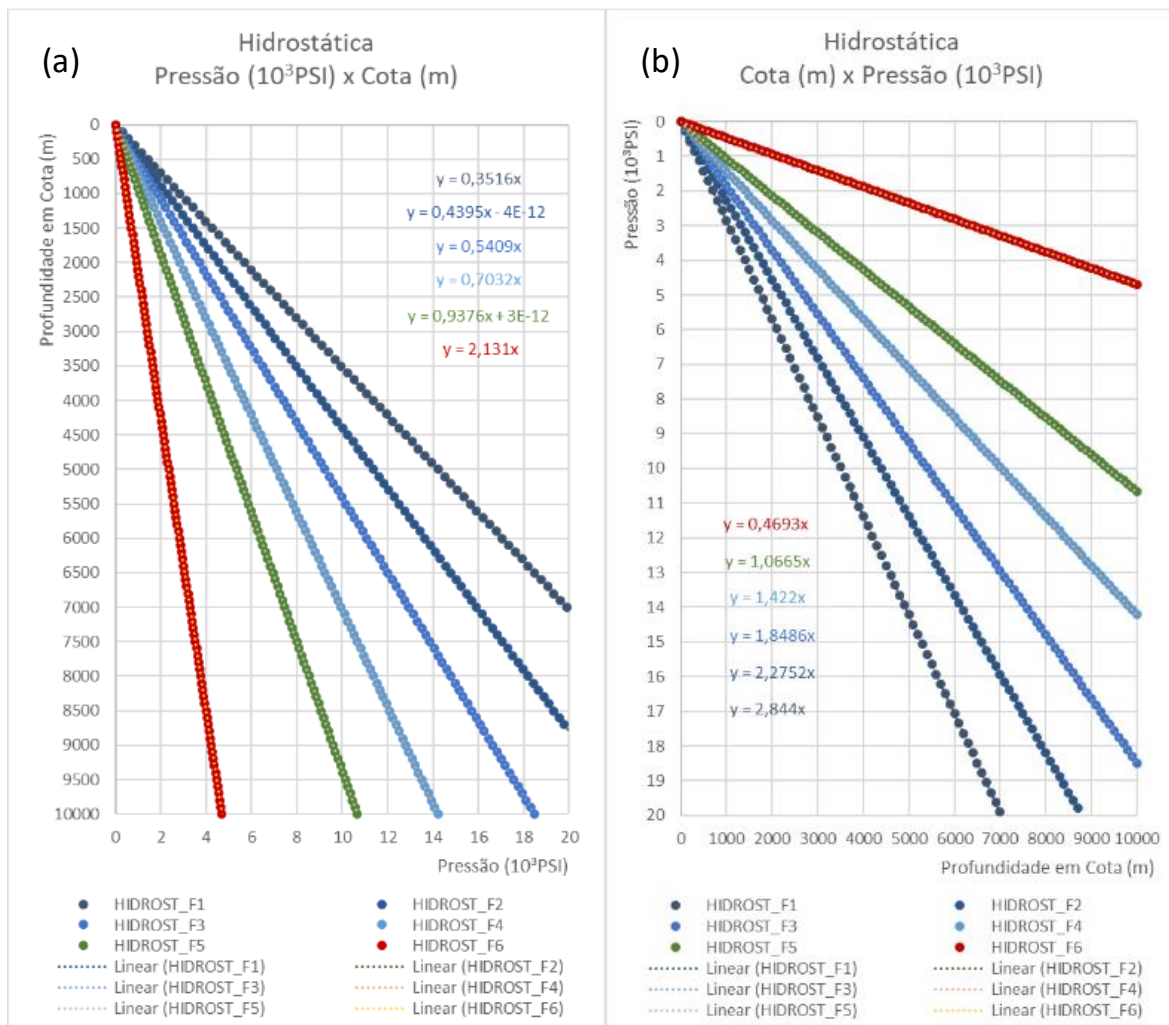 (a)
Hidrostática
Pressão (10³PSI) x Cota (m)
Profundidade em Cota (m)
0
500
1000
1500
2000
2500
3000
3500
4000
4500
5000
5500
6000
6500
7000
7500
8000
8500
9000
9500
10000
y = 0,3516x
y = 0,4395x - 4E-12
y = 0,5409x
y = 0,7032x
y = 0,9376x + 3E-12
y = 2,131x
0 2 4 6 8 10 12 14 16 18 20
Pressão (10³PSI)
HIDROST_F1 HIDROST_F2
HIDROST_F3 HIDROST_F4
HIDROST_F5 HIDROST_F6
Linear (HIDROST_F1) Linear (HIDROST_F2)
Linear (HIDROST_F3) Linear (HIDROST_F4)
Linear (HIDROST_F5) Linear (HIDROST_F6)
(b)
Hidrostática
Cota (m) x Pressão (10³PSI)
Pressão (10³PSI)
0
1
2
3
4
5
6
7
8
9
10
11
12
13
14
15
16
17
18
19
20
y = 0,4693x
y = 1,0665x
y = 1,422x
y = 1,8486x
y = 2,2752x
y = 2,844x
0 1000 2000 3000 4000 5000 6000 7000 8000 9000 10000
Profundidade em Cota (m)
HIDROST_F1 HIDROST_F2
HIDROST_F3 HIDROST_F4
HIDROST_F5 HIDROST_F6
Linear (HIDROST_F1) Linear (HIDROST_F2)
Linear (HIDROST_F3) Linear (HIDROST_F4)
Linear (HIDROST_F5) Linear (HIDROST_F6)